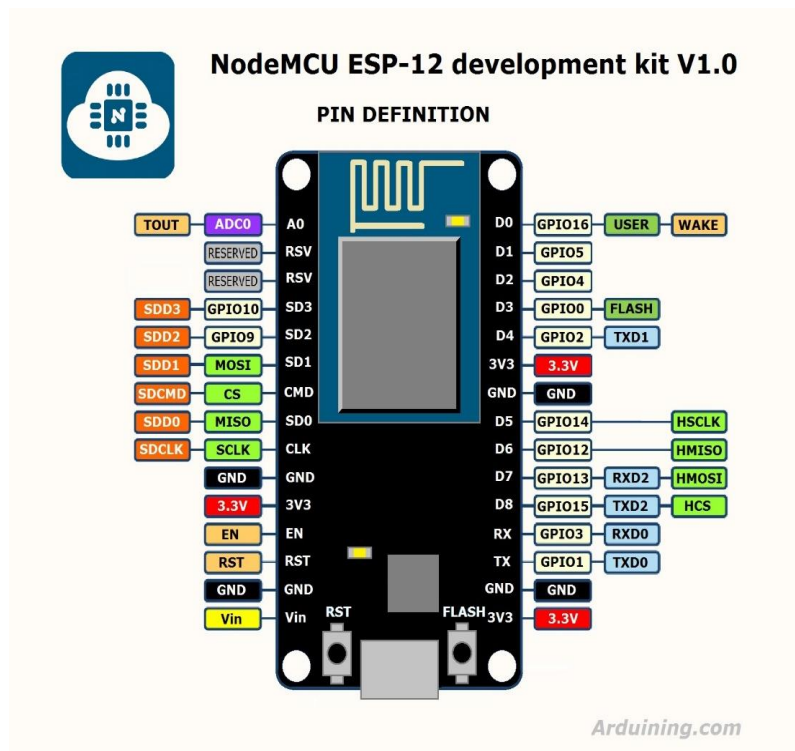 NodeMCU ESP-12 development kit V1.0
PIN DEFINITION
TOUT ADC0 A0 D0 GPIO16 USER WAKE
RESERVED RSV D1 GPIO5
RESERVED RSV D2 GPIO4
SDD3 GPIO10 SD3 D3 GPIO0 FLASH
SDD2 GPIO9 SD2 D4 GPIO2 TXD1
SDD1 MOSI SD1 3V3 3.3V
SDCMD CS CMD GND GND
SDD0 MISO SD0 D5 GPIO14 HSCLK
SDCLK SCLK CLK D6 GPIO12 HMISO
GND GND D7 GPIO13 RXD2 HMOSI
3.3V 3V3 D8 GPIO15 TXD2 HCS
EN EN RX GPIO3 RXD0
RST RST TX GPIO1 TXD0
GND GND GND GND
Vin Vin RST FLASH 3V3 3.3V
Arduining.com